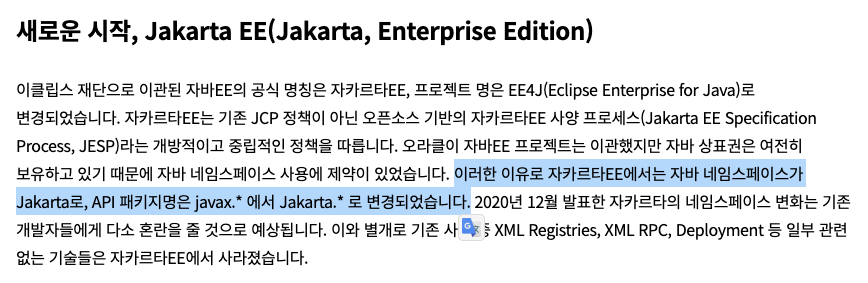 새로운 시작, Jakarta EE(Jakarta, Enterprise Edition)
이클립스 재단으로 이관된 자바EE의 공식 명칭은 자카르타EE, 프로젝트 명은 EE4J(Eclipse Enterprise for Java)로
변경되었습니다. 자카르타EE는 기존 JCP 정책이 아닌 오픈소스 기반의 자카르타EE 사양 프로세스(Jakarta EE Specification
Process, JESP)라는 개방적이고 중립적인 정책을 따릅니다. 오라클이 자바EE 프로젝트는 이관했지만 자바 상표권은 여전히
보유하고 있기 때문에 자바 네임스페이스 사용에 제약이 있었습니다. 이러한 이유로 자카르타EE에서는 자바 네임스페이스가
Jakarta로, API 패키지명은 javax.* 에서 Jakarta.* 로 변경되었습니다. 2020년 12월 발표한 자카르타의 네임스페이스 변화는 기존
개발자들에게 다소 혼란을 줄 것으로 예상됩니다. 이와 별개로 기존 사 XML Registries, XML RPC, Deployment 등 일부 관련
없는 기술들은 자카르타EE에서 사라졌습니다.